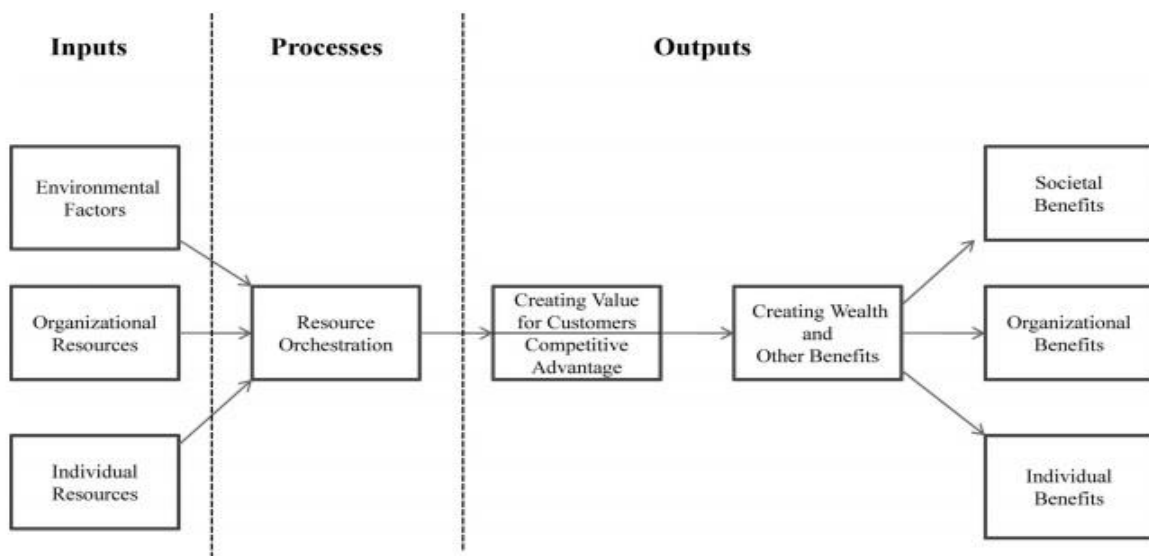 Inputs
Processes
Outputs
Environmental
Factors
Organizational
Resources
Individual
Resources
Resource
Orchestration
Creating Value
for Customers
Competitive
Advantage
Creating Wealth
and
Other Benefits
Societal
Benefits
Organizational
Benefits
Individual
Benefits